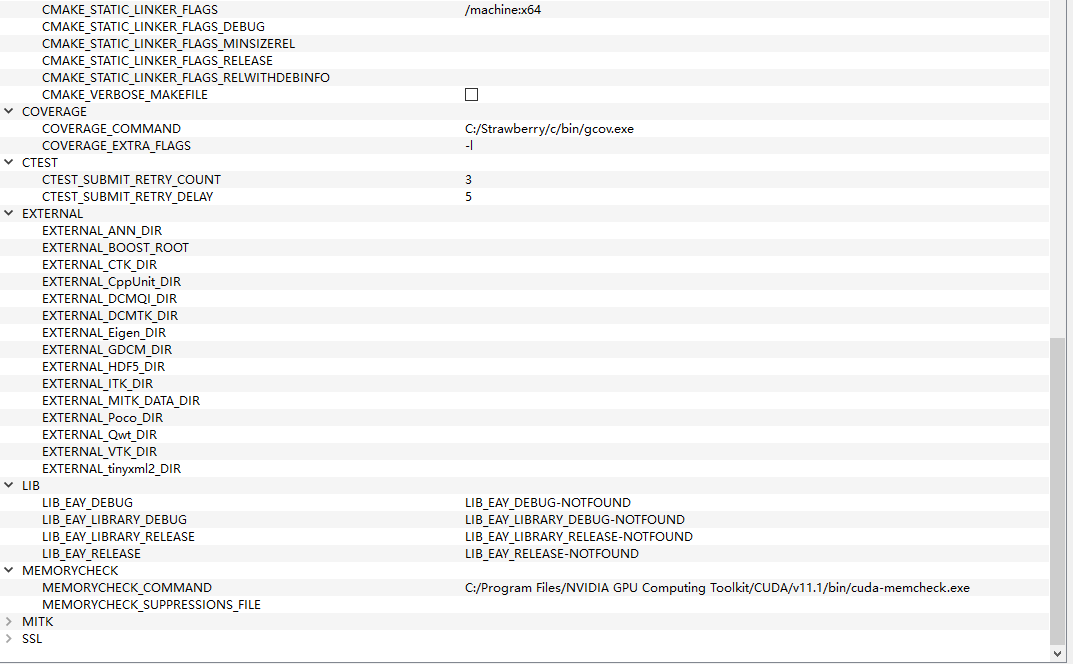 CMAKE_STATIC_LINKER_FLAGS /machine:x64
CMAKE_STATIC_LINKER_FLAGS_DEBUG
CMAKE_STATIC_LINKER_FLAGS_MINSIZEREL
CMAKE_STATIC_LINKER_FLAGS_RELEASE
CMAKE_STATIC_LINKER_FLAGS_RELWITHDEBINFO
CMAKE_VERBOSE_MAKEFILE
COVERAGE
COVERAGE_COMMAND C:/Strawberry/c/bin/gcov.exe
COVERAGE_EXTRA_FLAGS -l
CTEST
CTEST_SUBMIT_RETRY_COUNT 3
CTEST_SUBMIT_RETRY_DELAY 5
EXTERNAL
EXTERNAL_ANN_DIR
EXTERNAL_BOOST_ROOT
EXTERNAL_CTK_DIR
EXTERNAL_CppUnit_DIR
EXTERNAL_DCMQI_DIR
EXTERNAL_DCMTK_DIR
EXTERNAL_Eigen_DIR
EXTERNAL_GDCM_DIR
EXTERNAL_HDF5_DIR
EXTERNAL_ITK_DIR
EXTERNAL_MITK_DATA_DIR
EXTERNAL_Poco_DIR
EXTERNAL_Qwt_DIR
EXTERNAL_VTK_DIR
EXTERNAL_tinyxml2_DIR
LIB
LIB_EAY_DEBUG LIB_EAY_DEBUG-NOTFOUND
LIB_EAY_LIBRARY_DEBUG LIB_EAY_LIBRARY_DEBUG-NOTFOUND
LIB_EAY_LIBRARY_RELEASE LIB_EAY_LIBRARY_RELEASE-NOTFOUND
LIB_EAY_RELEASE LIB_EAY_RELEASE-NOTFOUND
MEMORYCHECK
MEMORYCHECK_COMMAND C:/Program Files/NVIDIA GPU Computing Toolkit/CUDA/v11.1/bin/cuda-memcheck.exe
MEMORYCHECK_SUPPRESSIONS_FILE
MITK
SSL